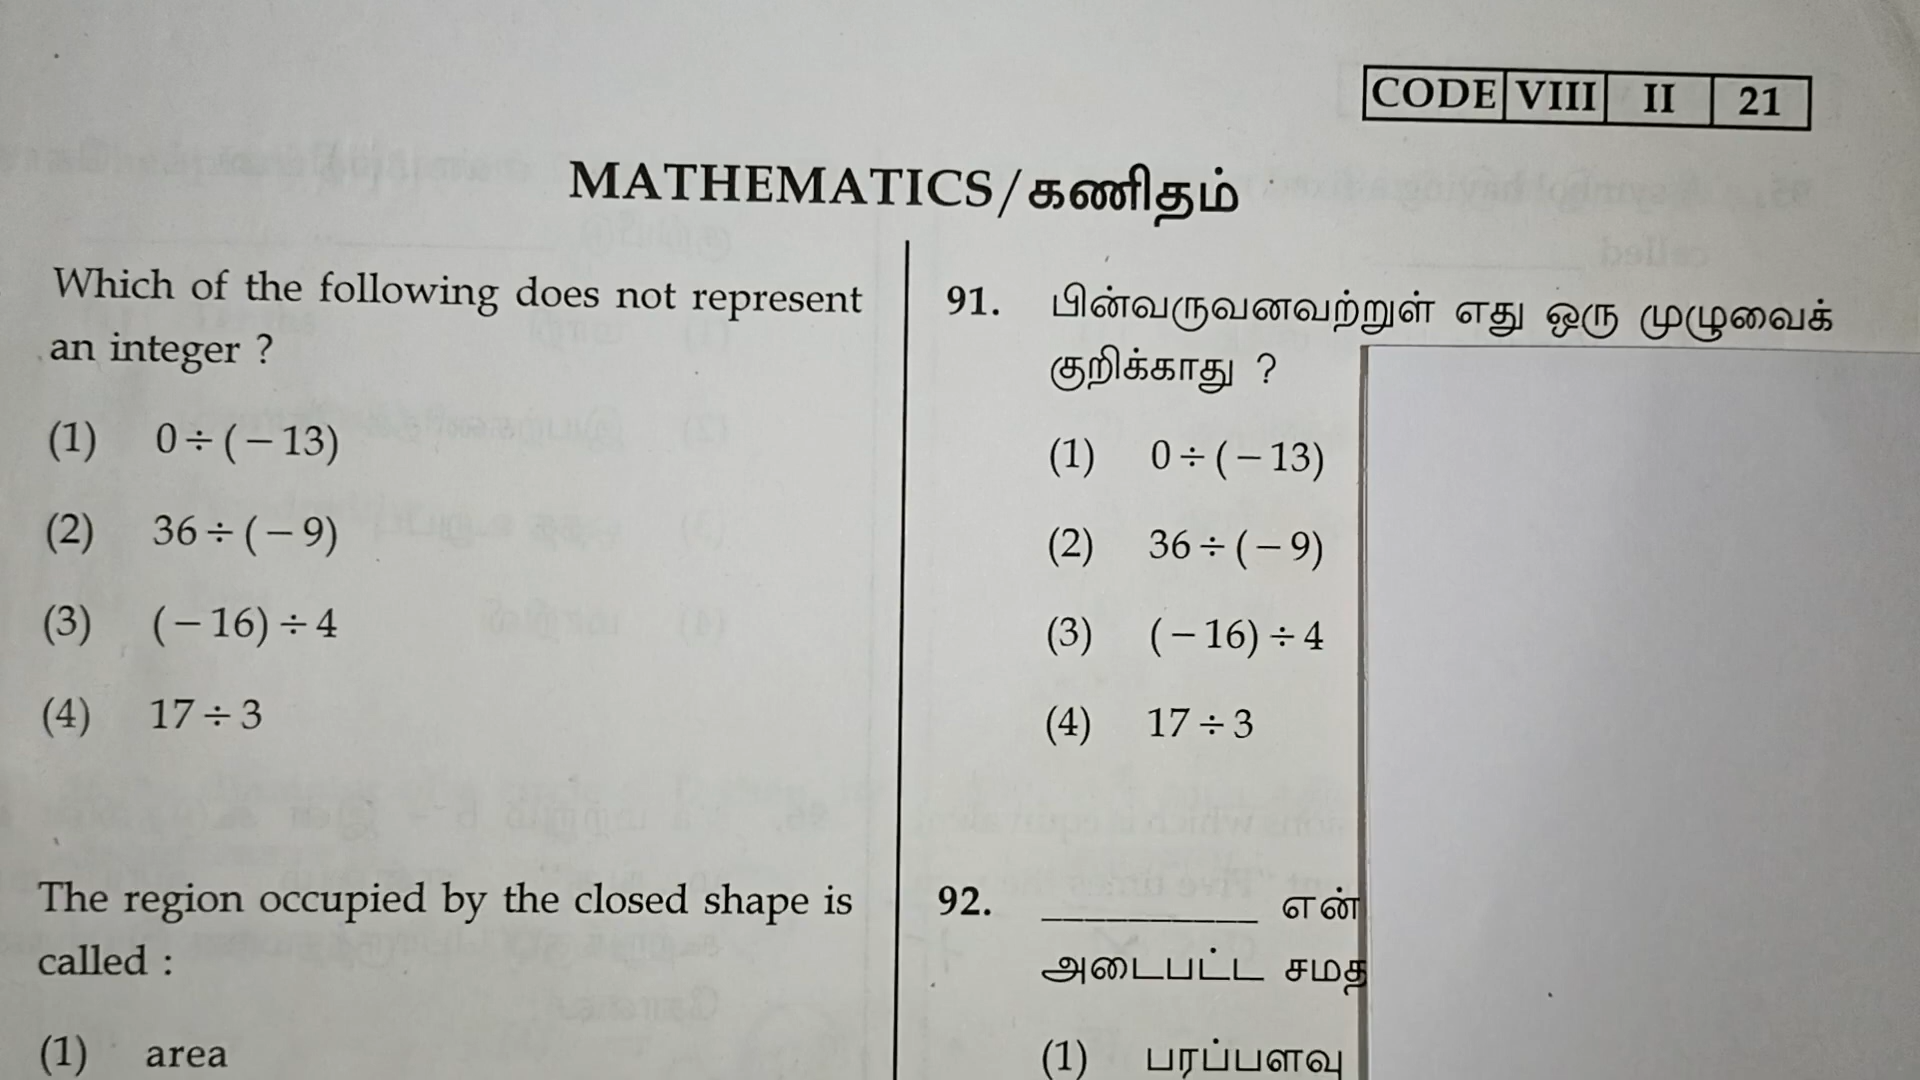 CODE VIII II 21
MATHEMATICS/கணிதம்
Which of the following does not represent
an integer ?
(1) 0 ÷ (– 13)
(2) 36 ÷ (– 9)
(3) (– 16) ÷ 4
(4) 17 ÷ 3
The region occupied by the closed shape is
called :
(1) area
91. பின்வருவனவற்றுள் எது ஒரு முழுவைக்
குறிக்காது ?
(1) 0 ÷ (– 13)
(2) 36 ÷ (– 9)
(3) (– 16) ÷ 4
(4) 17 ÷ 3
92. __________ என்
அடைபட்ட சமத
(1) பரப்பளவு